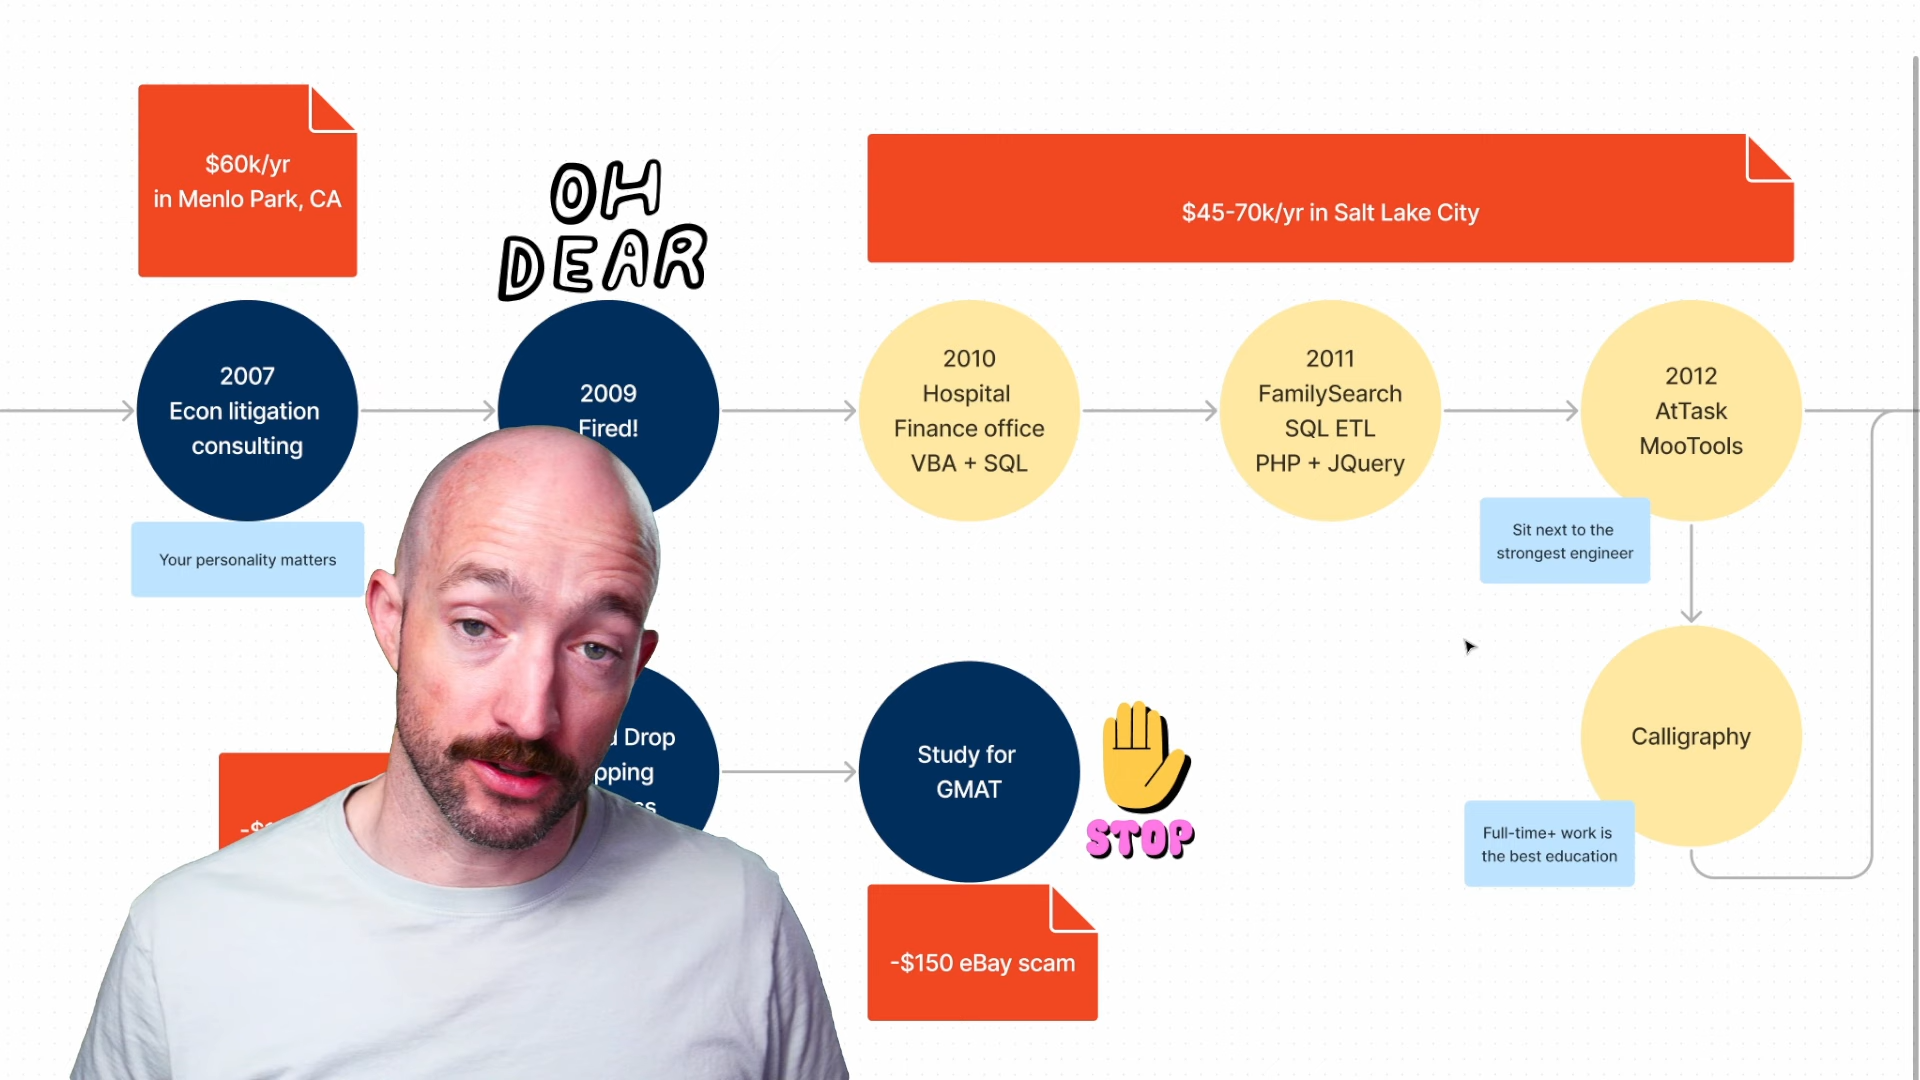 $60k/yr
in Menlo Park, CA
OH
DEAR
$45-70k/yr in Salt Lake City
2007
Econ litigation
consulting
2009
Fired!
2010
Hospital
Finance office
VBA + SQL
2011
FamilySearch
SQL ETL
PHP + JQuery
2012
AtTask
MooTools
Your personality matters
Sit next to the
strongest engineer
Drop
Study for
GMAT
STOP
Calligraphy
Full-time+ work is
the best education
-$150 eBay scam